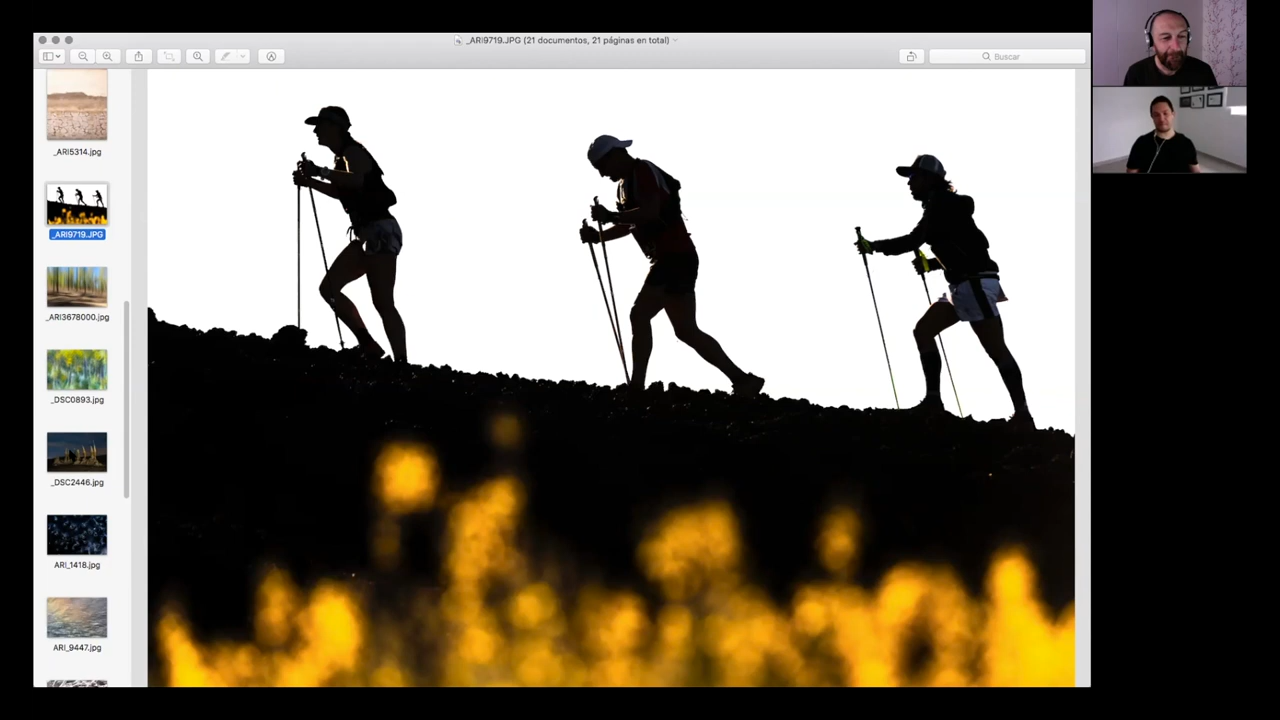 _ARI9719.JPG (21 documentos, 21 páginas en total)
Buscar
_ARI5314.jpg
_ARI9719.JPG
_ARI3678000.jpg
_DSC0893.jpg
_DSC2446.jpg
ARI_1418.jpg
ARI_9447.jpg